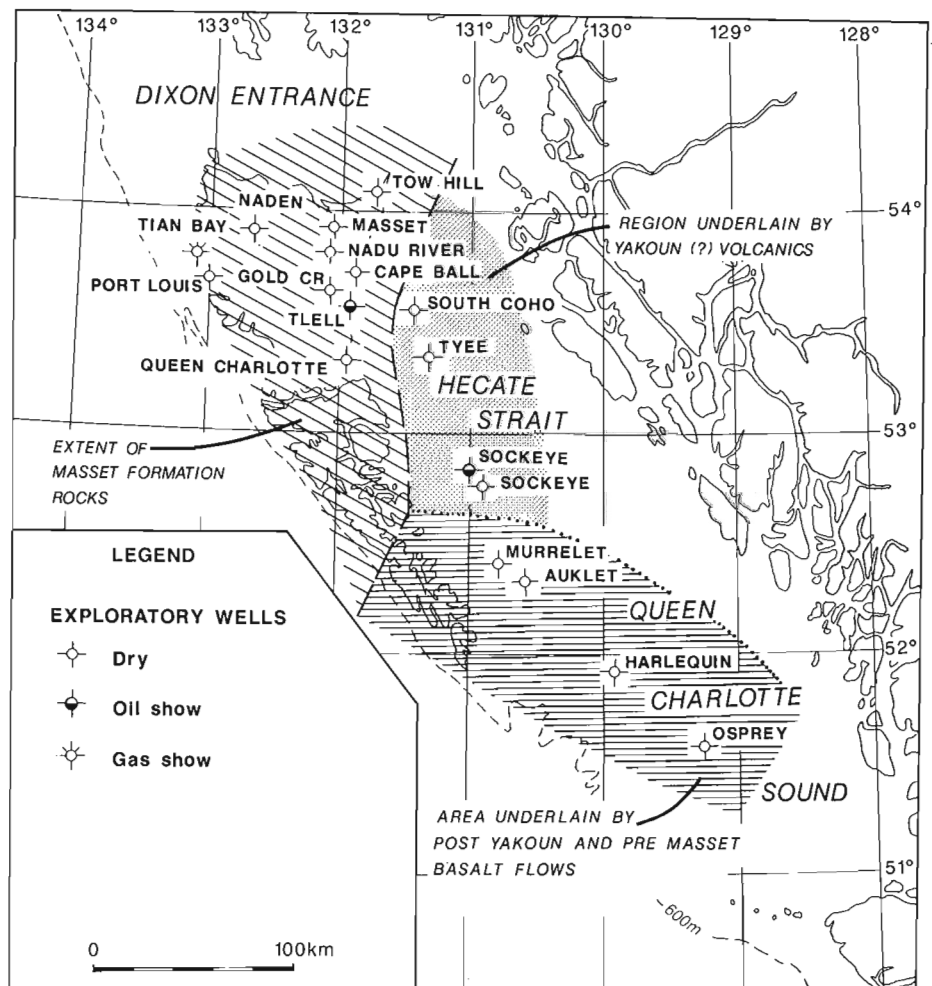 134° 133° 132° 131° 130° 129° 128°
DIXON ENTRANCE
TOW HILL
NADEN
TIAN BAY
MASSET
NADU RIVER
PORT LOUIS
GOLD CR
CAPE BALL
TLELL
SOUTH COHO
QUEEN CHARLOTTE
TYEE
54°
REGION UNDERLAIN BY
YAKOUN (?) VOLCANICS
HECATE
STRAIT
53°
EXTENT OF
MASSET FORMATION
ROCKS
SOCKEYE
SOCKEYE
MURRELET
AUKLET
QUEEN
CHARLOTTE
SOUND
52°
HARLEQUIN
OSPREY
AREA UNDERLAIN BY
POST YAKOUN AND PRE MASSET
BASALT FLOWS
51°
-600m
LEGEND
EXPLORATORY WELLS
Dry
Oil show
Gas show
0 100km